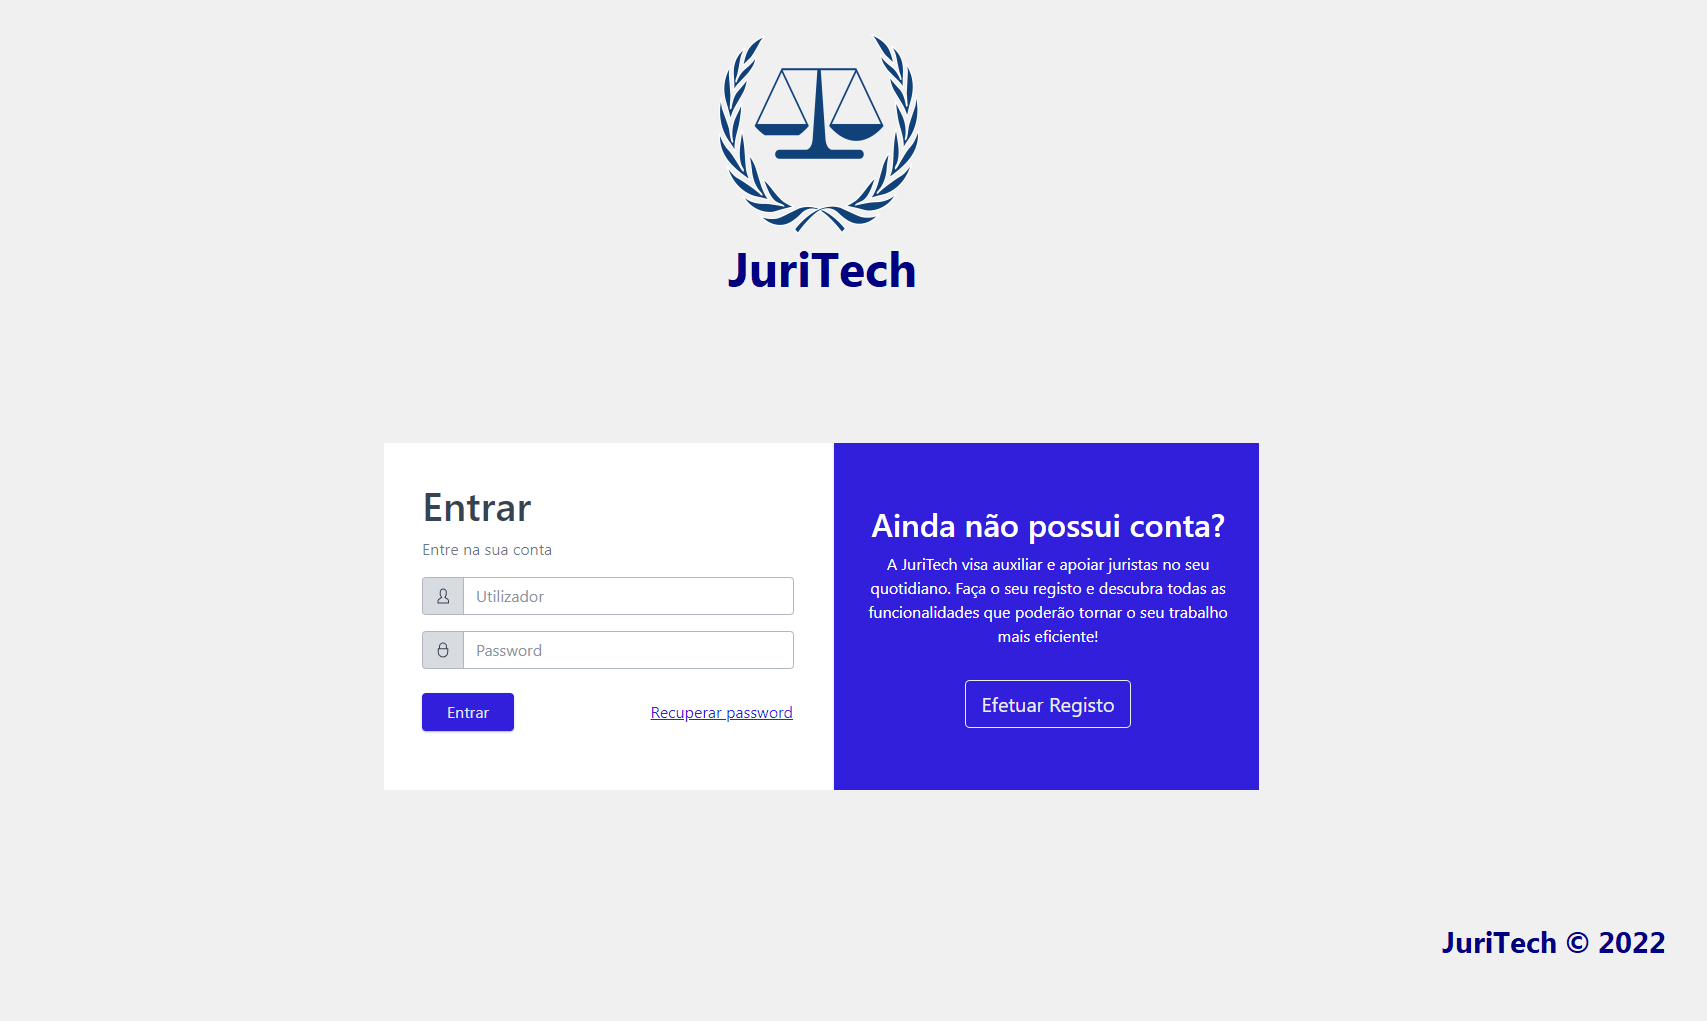 JuriTech
Entrar
Entre na sua conta
Utilizador
Password
Entrar
Recuperar password
Ainda não possui conta?
A JuriTech visa auxiliar e apoiar juristas no seu
quotidiano. Faça o seu registo e descubra todas as
funcionalidades que poderão tornar o seu trabalho
mais eficiente!
Efetuar Registo
JuriTech © 2022